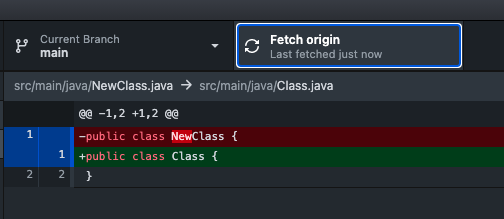 Current Branch
main
Fetch origin
Last fetched just now
src/main/java/NewClass.java → src/main/java/Class.java
@@ -1,2 +1,2 @@
1 -public class NewClass {
1 +public class Class {
2 2 }